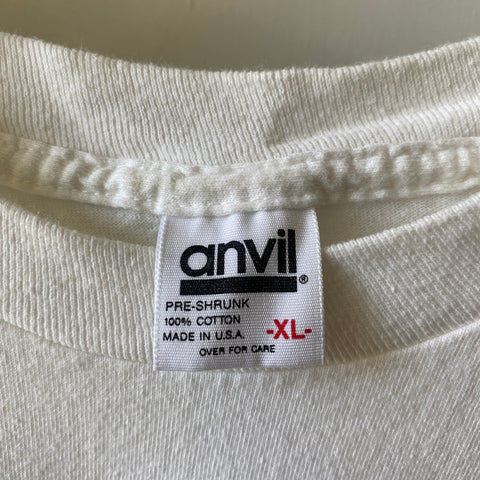 anvil®
PRE-SHRUNK
100% COTTON
MADE IN U.S.A. -XL-
OVER FOR CARE